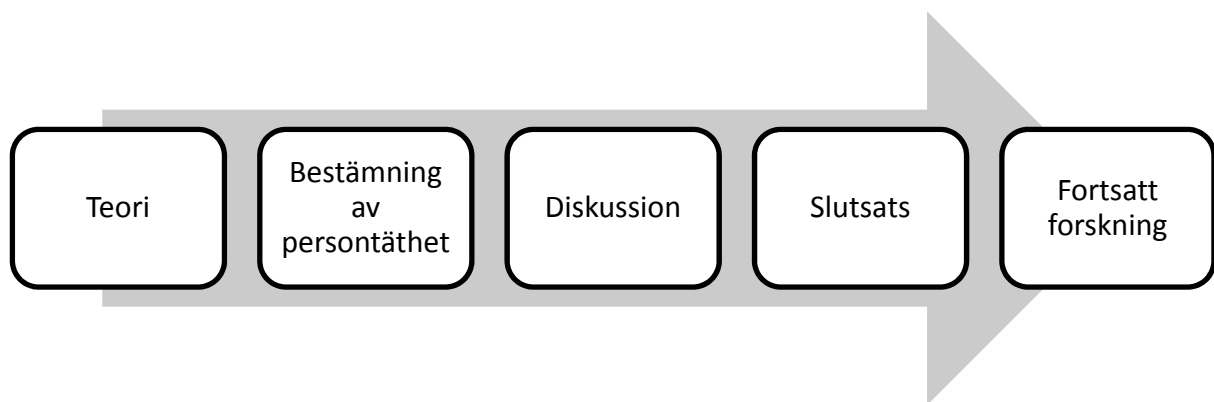 Teori
Bestämning
av
persontäthet
Diskussion
Slutsats
Fortsatt
forskning